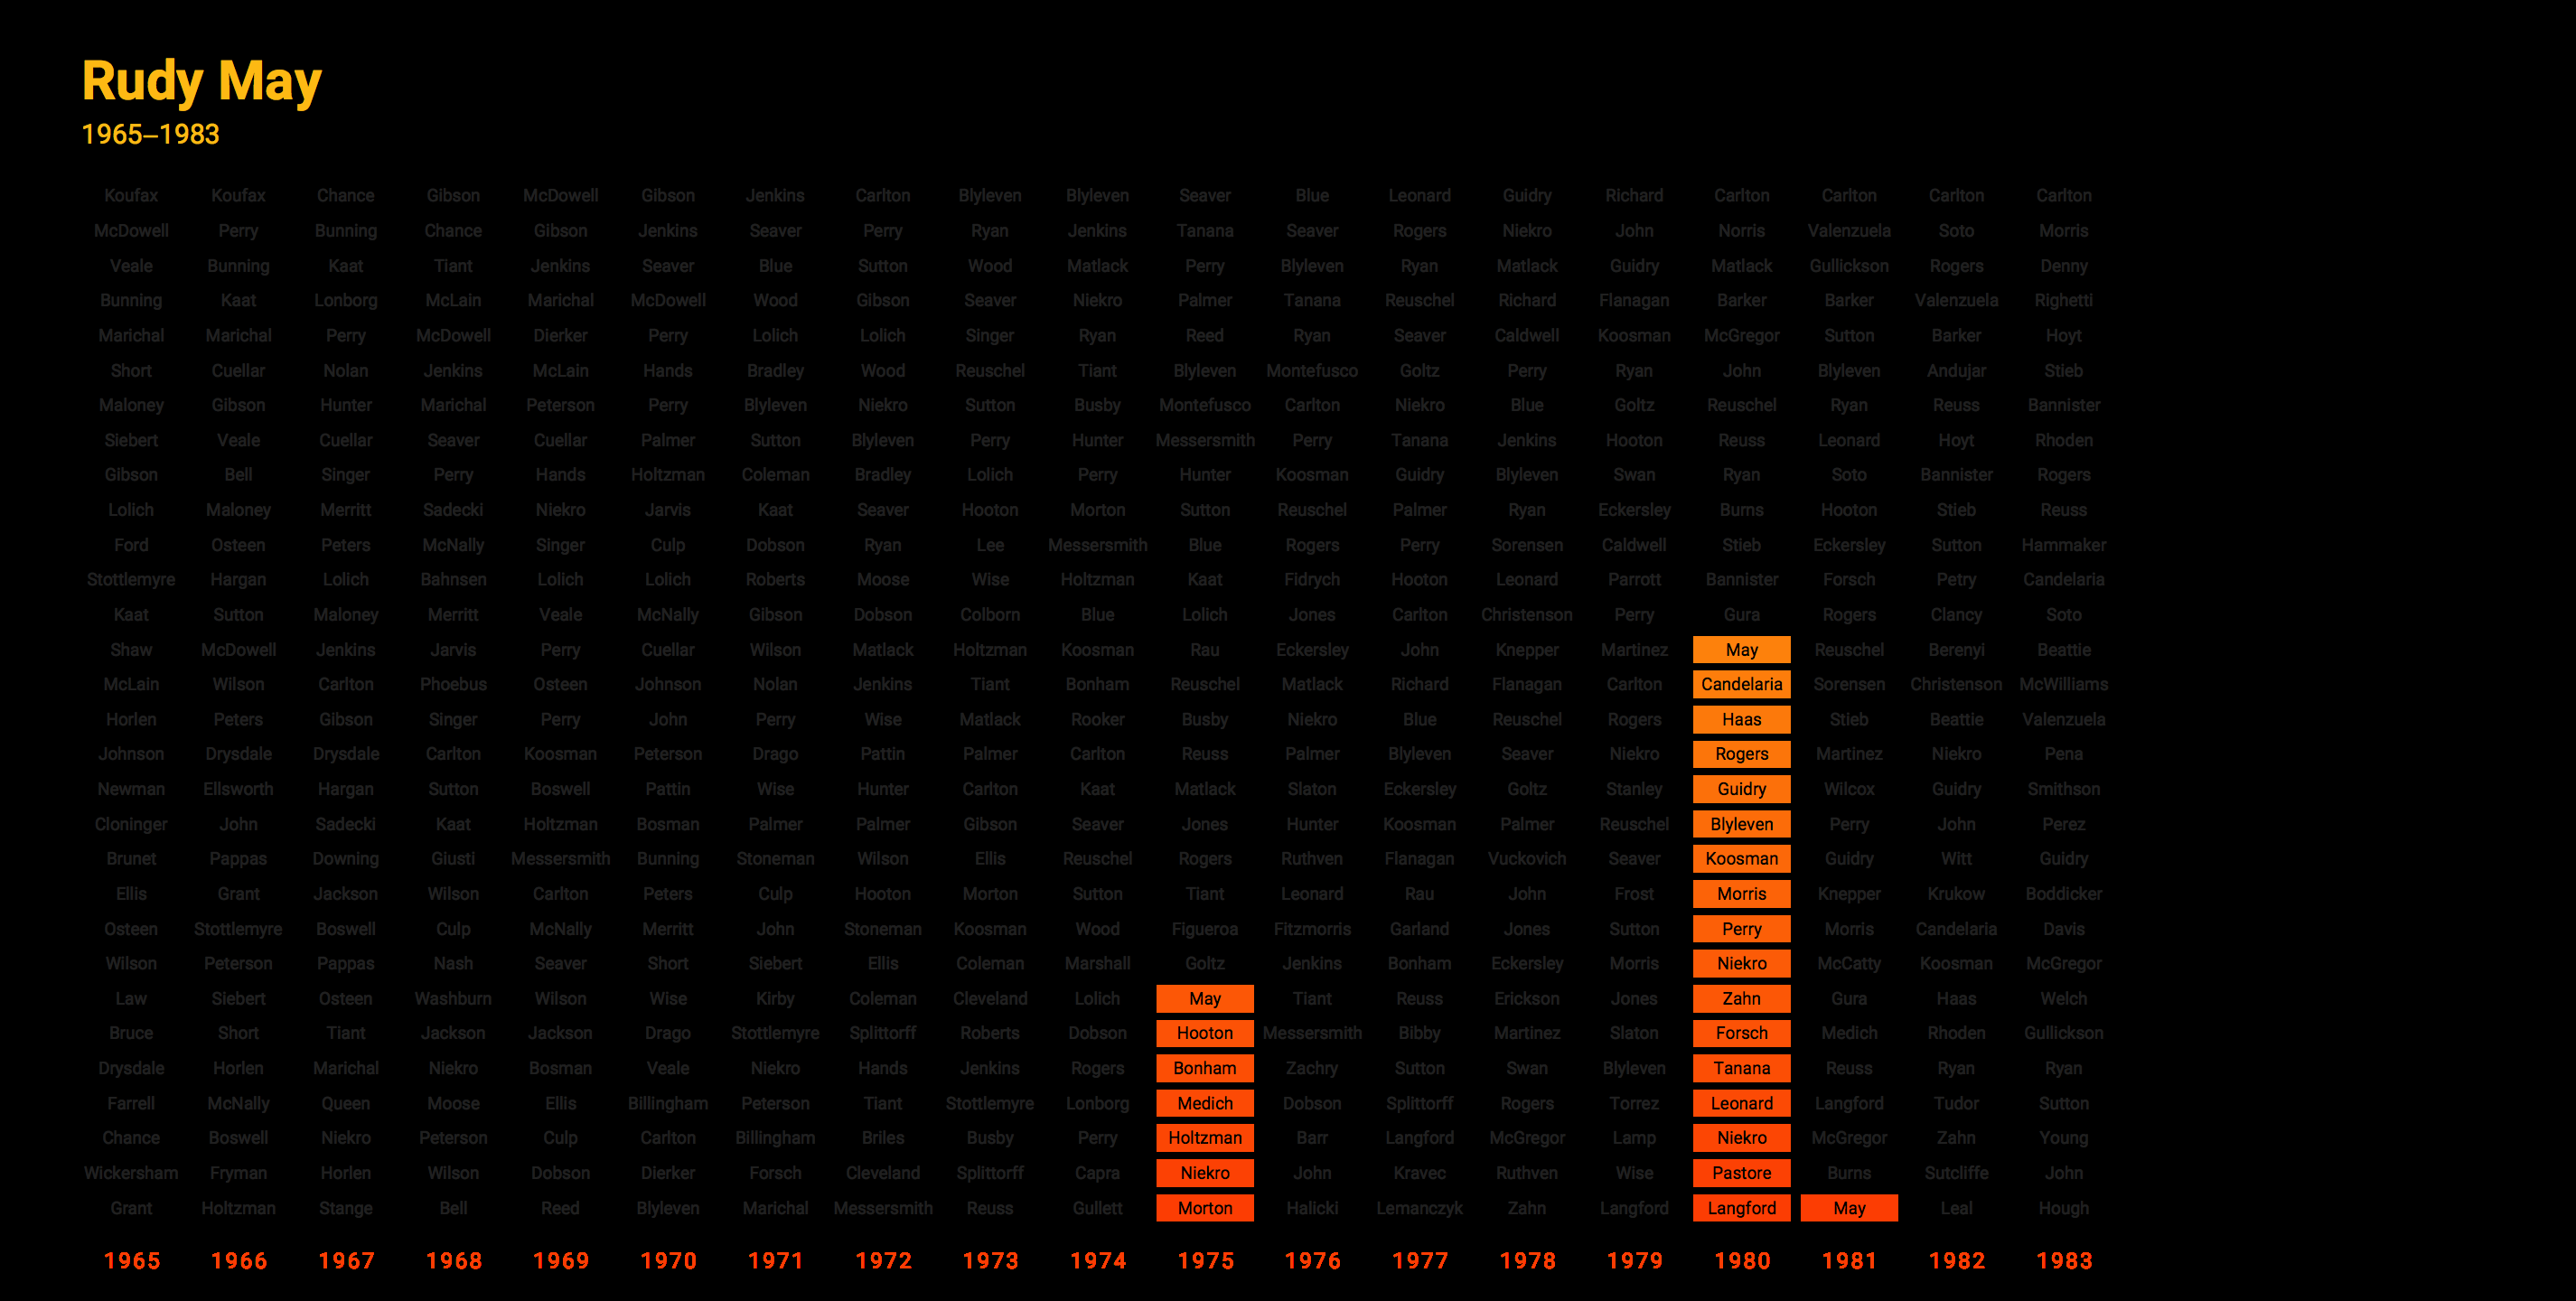 Rudy May
1965–1983
Koufax Koufax Chance Gibson McDowell Gibson Jenkins Carlton Blyleven Blyleven Seaver Blue Leonard Guidry Richard Carlton Carlton Carlton Carlton
McDowell Perry Bunning Chance Gibson Jenkins Seaver Perry Ryan Jenkins Tanana Seaver Rogers Niekro John Norris Valenzuela Soto Morris
Veale Bunning Kaat Tiant Jenkins Seaver Blue Sutton Wood Matlack Perry Blyleven Ryan Matlack Guidry Matlack Gullickson Rogers Denny
Bunning Kaat Lonborg McLain Marichal McDowell Wood Gibson Seaver Niekro Palmer Tanana Reuschel Richard Flanagan Barker Barker Valenzuela Righetti
Marichal Marichal Perry McDowell Dierker Perry Lolich Lolich Singer Ryan Reed Ryan Seaver Caldwell Koosman McGregor Sutton Barker Hoyt
Short Cuellar Nolan Jenkins McLain Hands Bradley Wood Reuschel Tiant Blyleven Montefusco Goltz Perry Ryan John Blyleven Andujar Stieb
Maloney Gibson Hunter Marichal Peterson Perry Blyleven Niekro Sutton Busby Montefusco Carlton Niekro Blue Goltz Reuschel Ryan Reuss Bannister
Siebert Veale Cuellar Seaver Cuellar Palmer Sutton Blyleven Perry Hunter Messersmith Perry Tanana Jenkins Hooton Reuss Leonard Hoyt Rhoden
Gibson Bell Singer Perry Hands Holtzman Coleman Bradley Lolich Perry Hunter Koosman Guidry Blyleven Swan Ryan Soto Bannister Rogers
Lolich Maloney Merritt Sadecki Niekro Jarvis Kaat Seaver Hooton Morton Sutton Reuschel Palmer Ryan Eckersley Burns Hooton Stieb Reuss
Ford Osteen Peters McNally Singer Culp Dobson Ryan Lee Messersmith Blue Rogers Perry Sorensen Caldwell Stieb Eckersley Sutton Hammaker
Stottlemyre Hargan Lolich Bahnsen Lolich Lolich Roberts Moose Wise Holtzman Kaat Fidrych Hooton Leonard Parrott Bannister Forsch Petry Candelaria
Kaat Sutton Maloney Merritt Veale McNally Gibson Dobson Colborn Blue Lolich Jones Carlton Christenson Perry Gura Rogers Clancy Soto
Shaw McDowell Jenkins Jarvis Perry Cuellar Wilson Matlack Holtzman Koosman Rau Eckersley John Knepper Martinez May Reuschel Berenyi Beattie
McLain Wilson Carlton Phoebus Osteen Johnson Nolan Jenkins Tiant Bonham Reuschel Matlack Richard Flanagan Carlton Candelaria Sorensen Christenson McWilliams
Horlen Peters Gibson Singer Perry John Perry Wise Matlack Rooker Busby Niekro Blue Reuschel Rogers Haas Stieb Beattie Valenzuela
Johnson Drysdale Drysdale Carlton Koosman Peterson Drago Pattin Palmer Carlton Reuss Palmer Blyleven Seaver Niekro Rogers Martinez Niekro Pena
Newman Ellsworth Hargan Sutton Boswell Pattin Wise Hunter Carlton Kaat Matlack Slaton Eckersley Goltz Stanley Guidry Wilcox Guidry Smithson
Cloninger John Sadecki Kaat Holtzman Bosman Palmer Palmer Gibson Seaver Jones Hunter Koosman Palmer Reuschel Blyleven Perry John Perez
Brunet Pappas Downing Giusti Messersmith Bunning Stoneman Wilson Ellis Reuschel Rogers Ruthven Flanagan Vuckovich Seaver Koosman Guidry Witt Guidry
Ellis Grant Jackson Wilson Carlton Peters Culp Hooton Morton Sutton Tiant Leonard Rau John Frost Morris Knepper Krukow Boddicker
Osteen Stottlemyre Boswell Culp McNally Merritt John Stoneman Koosman Wood Figueroa Fitzmorris Garland Jones Sutton Perry Morris Candelaria Davis
Wilson Peterson Pappas Nash Seaver Short Siebert Ellis Coleman Marshall Goltz Jenkins Bonham Eckersley Morris Niekro McCatty Koosman McGregor
Law Siebert Osteen Washburn Wilson Wise Kirby Coleman Cleveland Lolich May Tiant Reuss Erickson Jones Zahn Gura Haas Welch
Bruce Short Tiant Jackson Jackson Drago Stottlemyre Splittorff Roberts Dobson Hooton Messersmith Bibby Martinez Slaton Forsch Medich Rhoden Gullickson
Drysdale Horlen Marichal Niekro Bosman Veale Niekro Hands Jenkins Rogers Bonham Zachry Sutton Swan Blyleven Tanana Reuss Ryan Ryan
Farrell McNally Queen Moose Ellis Billingham Peterson Tiant Stottlemyre Lonborg Medich Dobson Splittorff Rogers Torrez Leonard Langford Tudor Sutton
Chance Boswell Niekro Peterson Culp Carlton Billingham Briles Busby Perry Holtzman Barr Langford McGregor Lamp Niekro McGregor Zahn Young
Wickersham Fryman Horlen Wilson Dobson Dierker Forsch Cleveland Splittorff Capra Niekro John Kravec Ruthven Wise Pastore Burns Sutcliffe John
Grant Holtzman Stange Bell Reed Blyleven Marichal Messersmith Reuss Gullett Morton Halicki Lemanczyk Zahn Langford Langford May Leal Hough
1965 1966 1967 1968 1969 1970 1971 1972 1973 1974 1975 1976 1977 1978 1979 1980 1981 1982 1983